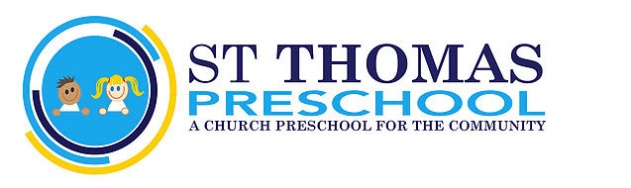 ST THOMAS
PRESCHOOL
A CHURCH PRESCHOOL FOR THE COMMUNITY